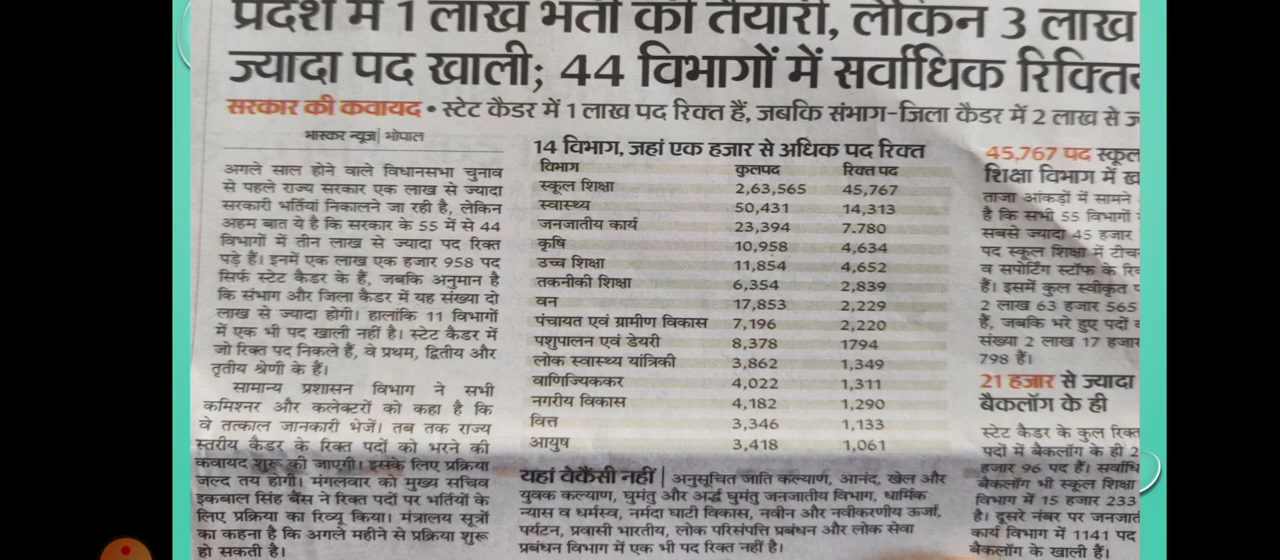 प्रदेश में 1 लाख भर्ती की तैयारी, लेकिन 3 लाख
ज्यादा पद खाली; 44 विभागों में सर्वाधिक
सरकार की कवायद • स्टेट कैडर में 1 लाख पद रिक्त हैं, जबकि संभाग-जिला कैडर में 2 लाख से
भास्कर न्यूज | भोपाल
अगले साल होने वाले विधानसभा चुनाव
से पहले राज्य सरकार एक लाख से ज्यादा
सरकारी भर्तियां निकालने जा रही है, लेकिन
अहम बात ये है कि सरकार के 55 में से 44
विभागों में तीन लाख से ज्यादा पद रिक्त
पड़े हैं। इनमें एक लाख एक हजार 958 पद
सिर्फ स्टेट कैडर के हैं, जबकि अनुमान है
कि संभाग और जिला कैडर में यह संख्या दो
लाख से ज्यादा होगी। हालांकि 11 विभागों
में एक भी पद खाली नहीं है। स्टेट कैडर में
जो रिक्त पद निकले हैं, वे प्रथम, द्वितीय और
तृतीय श्रेणी के हैं।
सामान्य प्रशासन विभाग ने सभी
कमिश्नर और कलेक्टरों को कहा है कि
वे तत्काल जानकारी भेजें। तब तक राज्य
स्तरीय कैडर के रिक्त पदों को भरने की
कवायद शुरू की जाएगी। इसके लिए प्रक्रिया
जल्द तय होगी। मंगलवार को मुख्य सचिव
इकबाल सिंह बैंस ने रिक्त पदों पर भर्तियों के
लिए प्रक्रिया का रिव्यू किया। मंत्रालय सूत्रों
का कहना है कि अगले महीने से प्रक्रिया शुरू
हो सकती है।
14 विभाग, जहां एक हजार से अधिक पद रिक्त
विभाग कुलपद रिक्त पद
स्कूल शिक्षा 2,63,565 45,767
स्वास्थ्य 50,431 14,313
जनजातीय कार्य 23,394 7.780
कृषि 10,958 4,634
उच्च शिक्षा 11,854 4,652
तकनीकी शिक्षा 6,354 2,839
वन 17,853 2,229
पंचायत एवं ग्रामीण विकास 7,196 2,220
पशुपालन एवं डेयरी 8,378 1794
लोक स्वास्थ्य यांत्रिकी 3,862 1,349
वाणिज्यिककर 4,022 1,311
नगरीय विकास 4,182 1,290
वित्त 3,346 1,133
आयुष 3,418 1,061
यहां वेकैंसी नहीं | अनुसूचित जाति कल्याण, आनंद, खेल और
युवक कल्याण, घुमंतु और अर्द्ध घुमंतु जनजातीय विभाग, धार्मिक
न्यास व धर्मस्व, नर्मदा घाटी विकास, नवीन और नवीकरणीय ऊर्जा,
पर्यटन, प्रवासी भारतीय, लोक परिसंपत्ति प्रबंधन और लोक सेवा
प्रबंधन विभाग में एक भी पद रिक्त नहीं है।
45,767 पद स्कूल
शिक्षा विभाग में
ताजा आंकड़ों में सामने
है कि सभी 55 विभागों
सबसे ज्यादा 45 हजार
पद स्कूल शिक्षा में
व सपोर्टिंग स्टॉफ के
हैं। इसमें कुल स्वीकृत
2 लाख 63 हजार 565
हैं, जबकि भरे हुए पदों
संख्या 2 लाख 17 हजार
798 हैं।
21 हजार से ज्यादा
बैकलॉग के ही
स्टेट कैडर के कुल रिक्त
पदों में बैकलॉग के ही
हजार 96 पद हैं।
बैकलॉग भी स्कूल शिक्षा
विभाग में 15 हजार 233
है। दूसरे नंबर पर
कार्य विभाग में 1141 पद
बैकलॉग के खाली हैं।